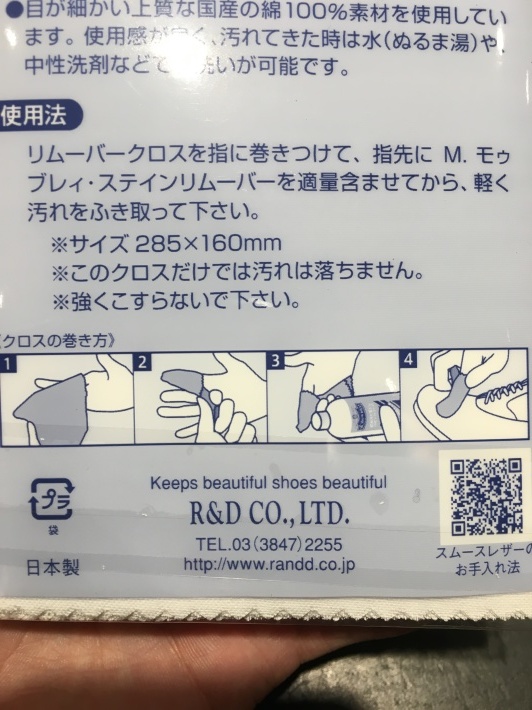 ●目が細かい上質な国産の綿100%素材を使用してい
ます。使用感が良く、汚れてきた時は水(ぬるま湯)や、
中性洗剤などで 洗いが可能です。
使用法
リムーバークロスを指に巻きつけて、指先に M. モゥ
ブレィ・ステインリムーバーを適量含ませてから、軽く
汚れをふき取って下さい。
※サイズ 285×160mm
※このクロスだけでは汚れは落ちません。
※強くこすらないで下さい。
《クロスの巻き方》
1 2 3 4
Keeps beautiful shoes beautiful
R&D CO.,LTD.
TEL.03(3847)2255
http://www.randd.co.jp
プラ
袋
日本製
スムースレザーの
お手入れ法